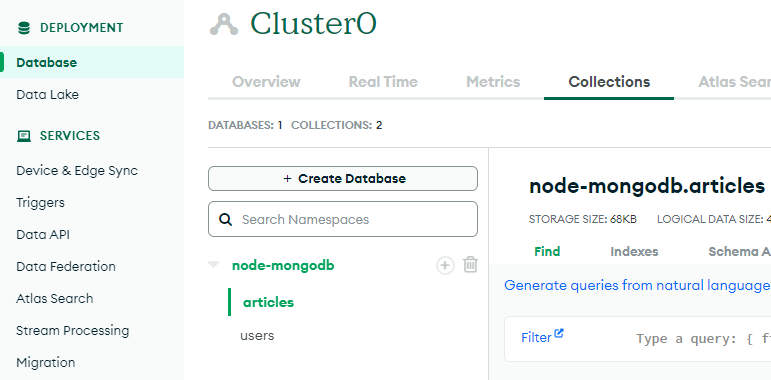 DEPLOYMENT
Database
Data Lake
SERVICES
Device & Edge Sync
Triggers
Data API
Data Federation
Atlas Search
Stream Processing
Migration
Cluster0
Overview Real Time Metrics Collections Atlas Sear
DATABASES: 1 COLLECTIONS: 2
+ Create Database
Search Namespaces
node-mongodb
articles
users
node-mongodb.articles
STORAGE SIZE: 68KB LOGICAL DATA SIZE: 4
Find Indexes Schema A
Generate queries from natural language
Filter Type a query: { f